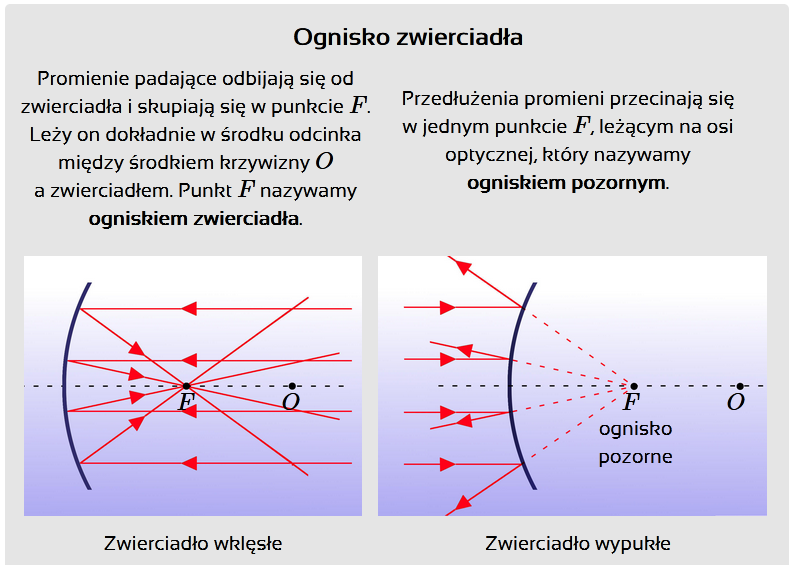 Ognisko zwierciadła
Promienie padające odbijają się od
zwierciadła i skupiają się w punkcie F.
Leży on dokładnie w środku odcinka
między środkiem krzywizny O
a zwierciadłem. Punkt F nazywamy
ogniskiem zwierciadła.
Przedłużenia promieni przecinają się
w jednym punkcie F, leżącym na osi
optycznej, który nazywamy
ogniskiem pozornym.
F
O
F
O
ognisko
pozorne
Zwierciadło wklęsłe
Zwierciadło wypukłe